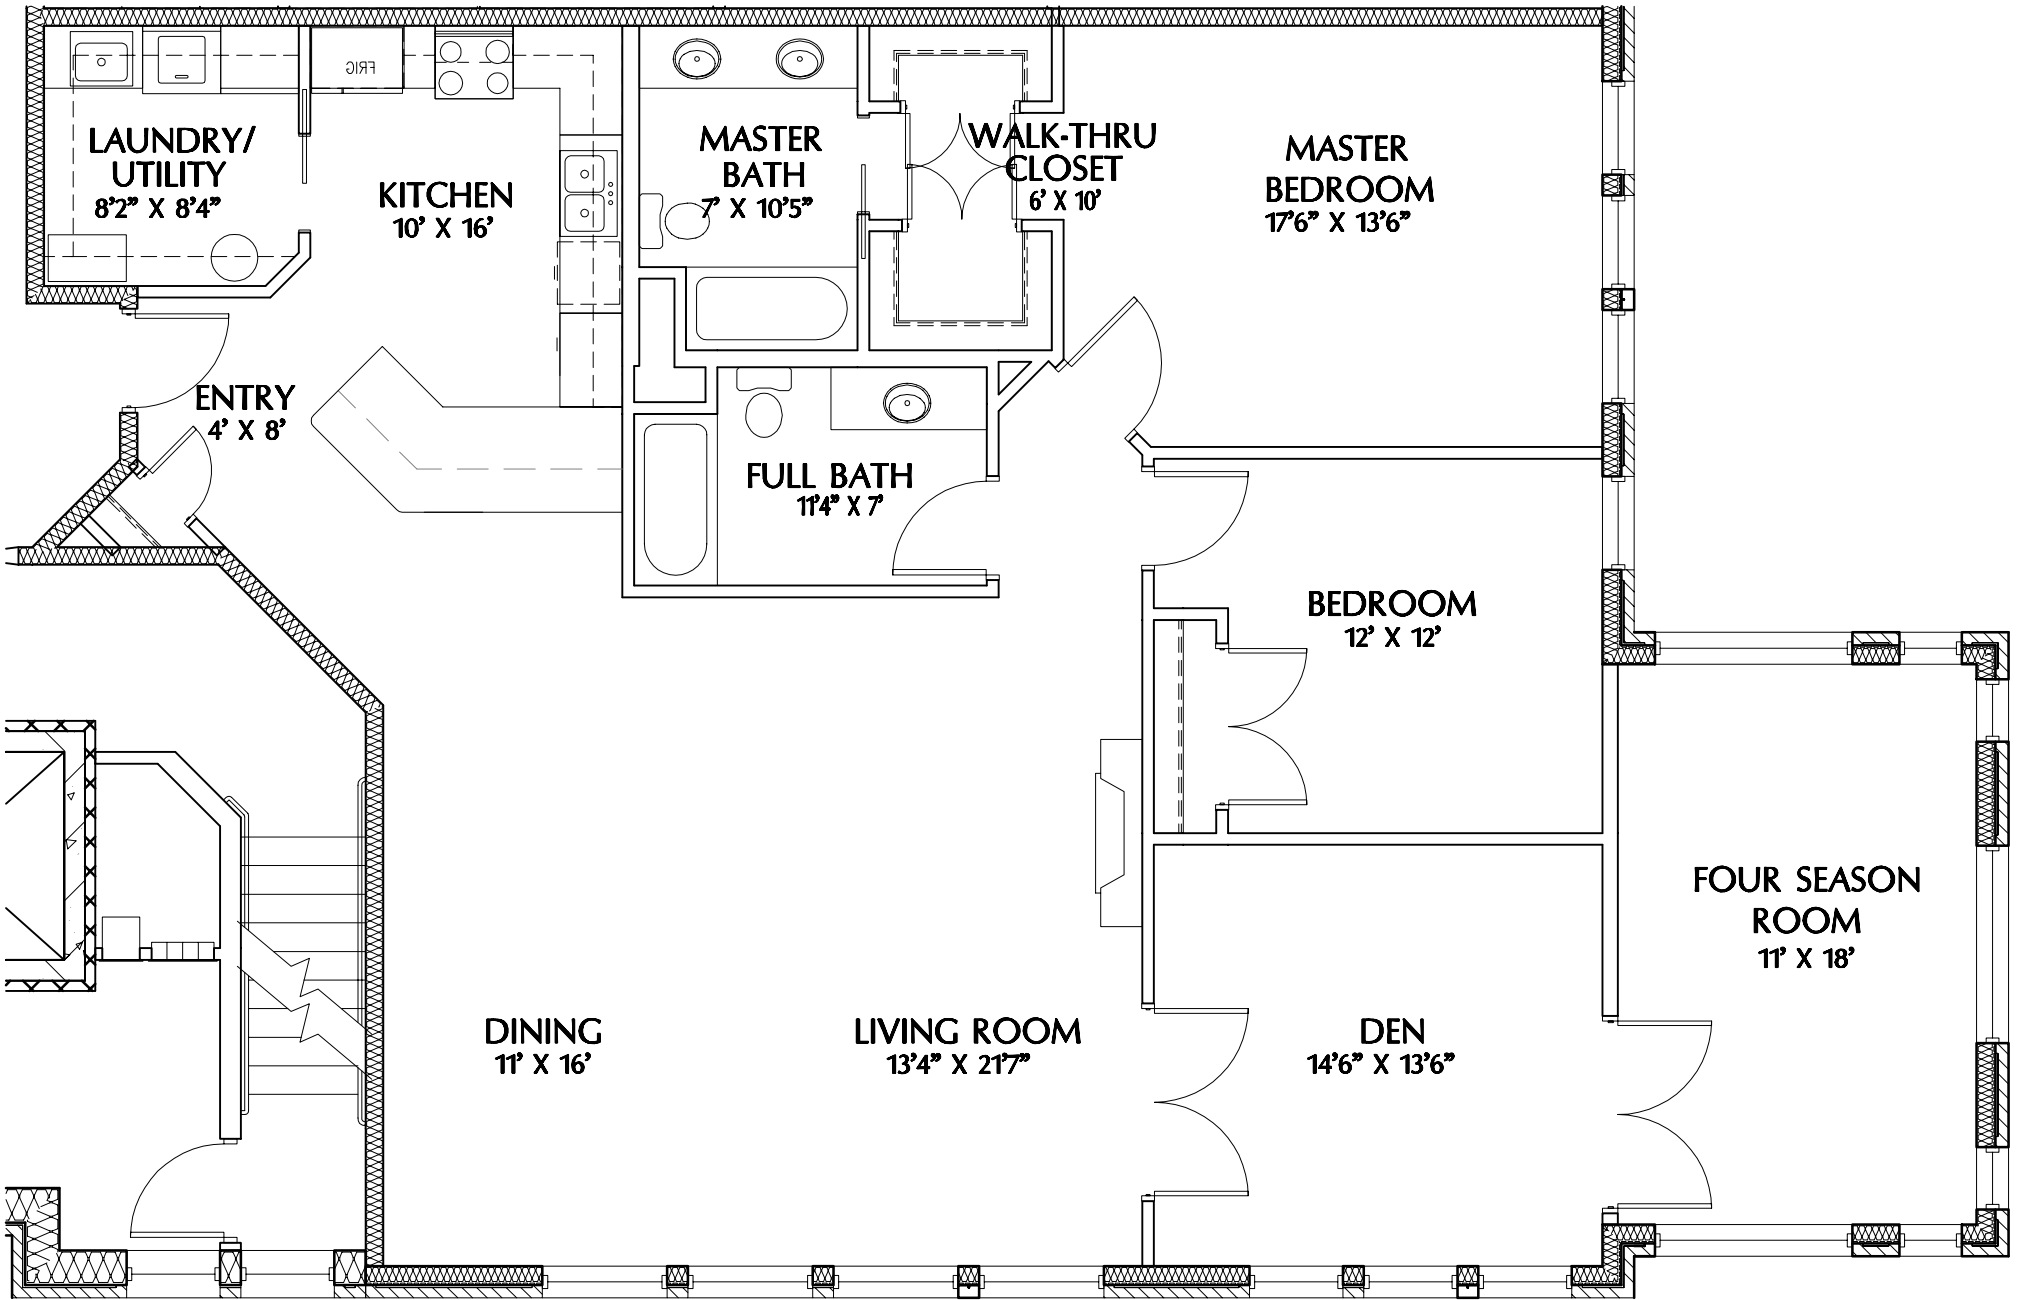 LAUNDRY/
UTILITY
8'2" X 8'4"
FRIG
KITCHEN
10' X 16'
MASTER
BATH
7' X 10'5"
WALK-THRU
CLOSET
6' X 10'
MASTER
BEDROOM
17'6" X 13'6"
ENTRY
4' X 8'
FULL BATH
11'4" X 7'
BEDROOM
12' X 12'
FOUR SEASON
ROOM
11' X 18'
DINING
11' X 16'
LIVING ROOM
13'4" X 21'7"
DEN
14'6" X 13'6"